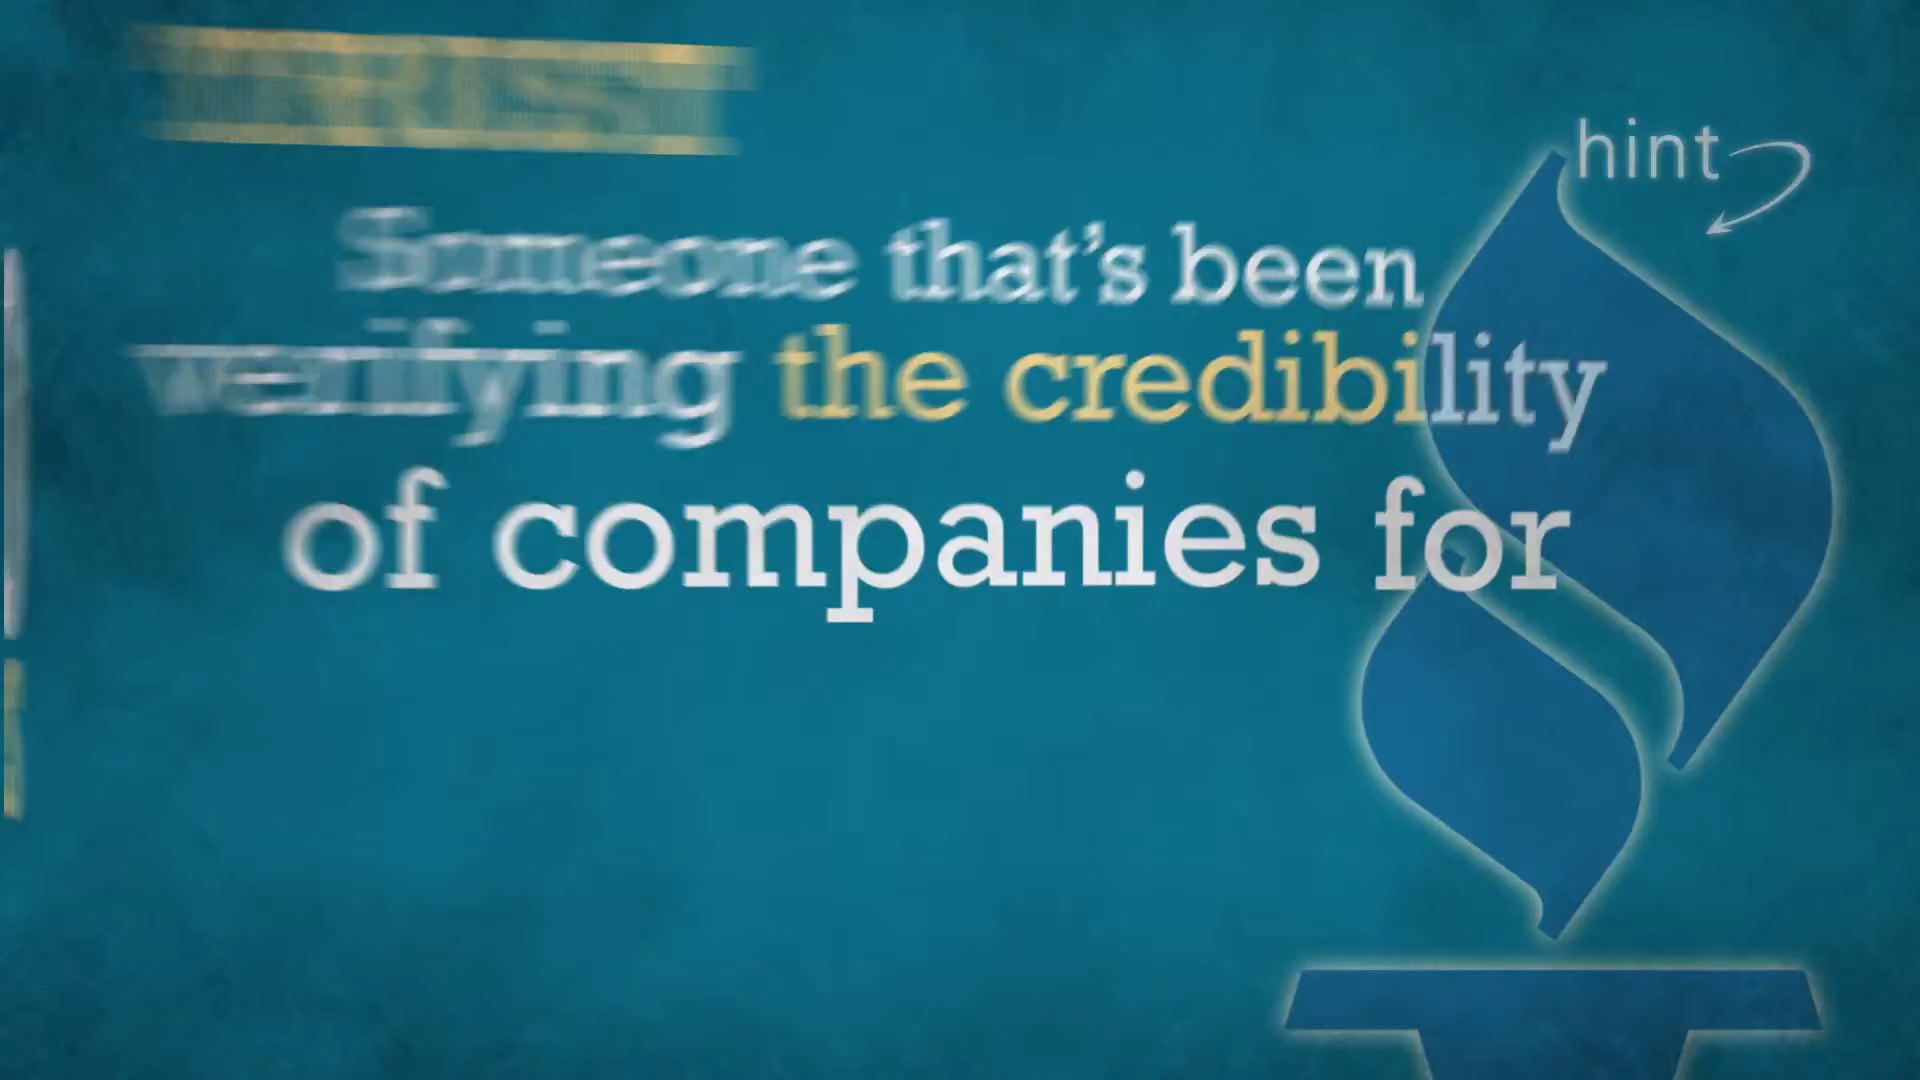 hint
Someone that's been
verifying the credibility
of companies for